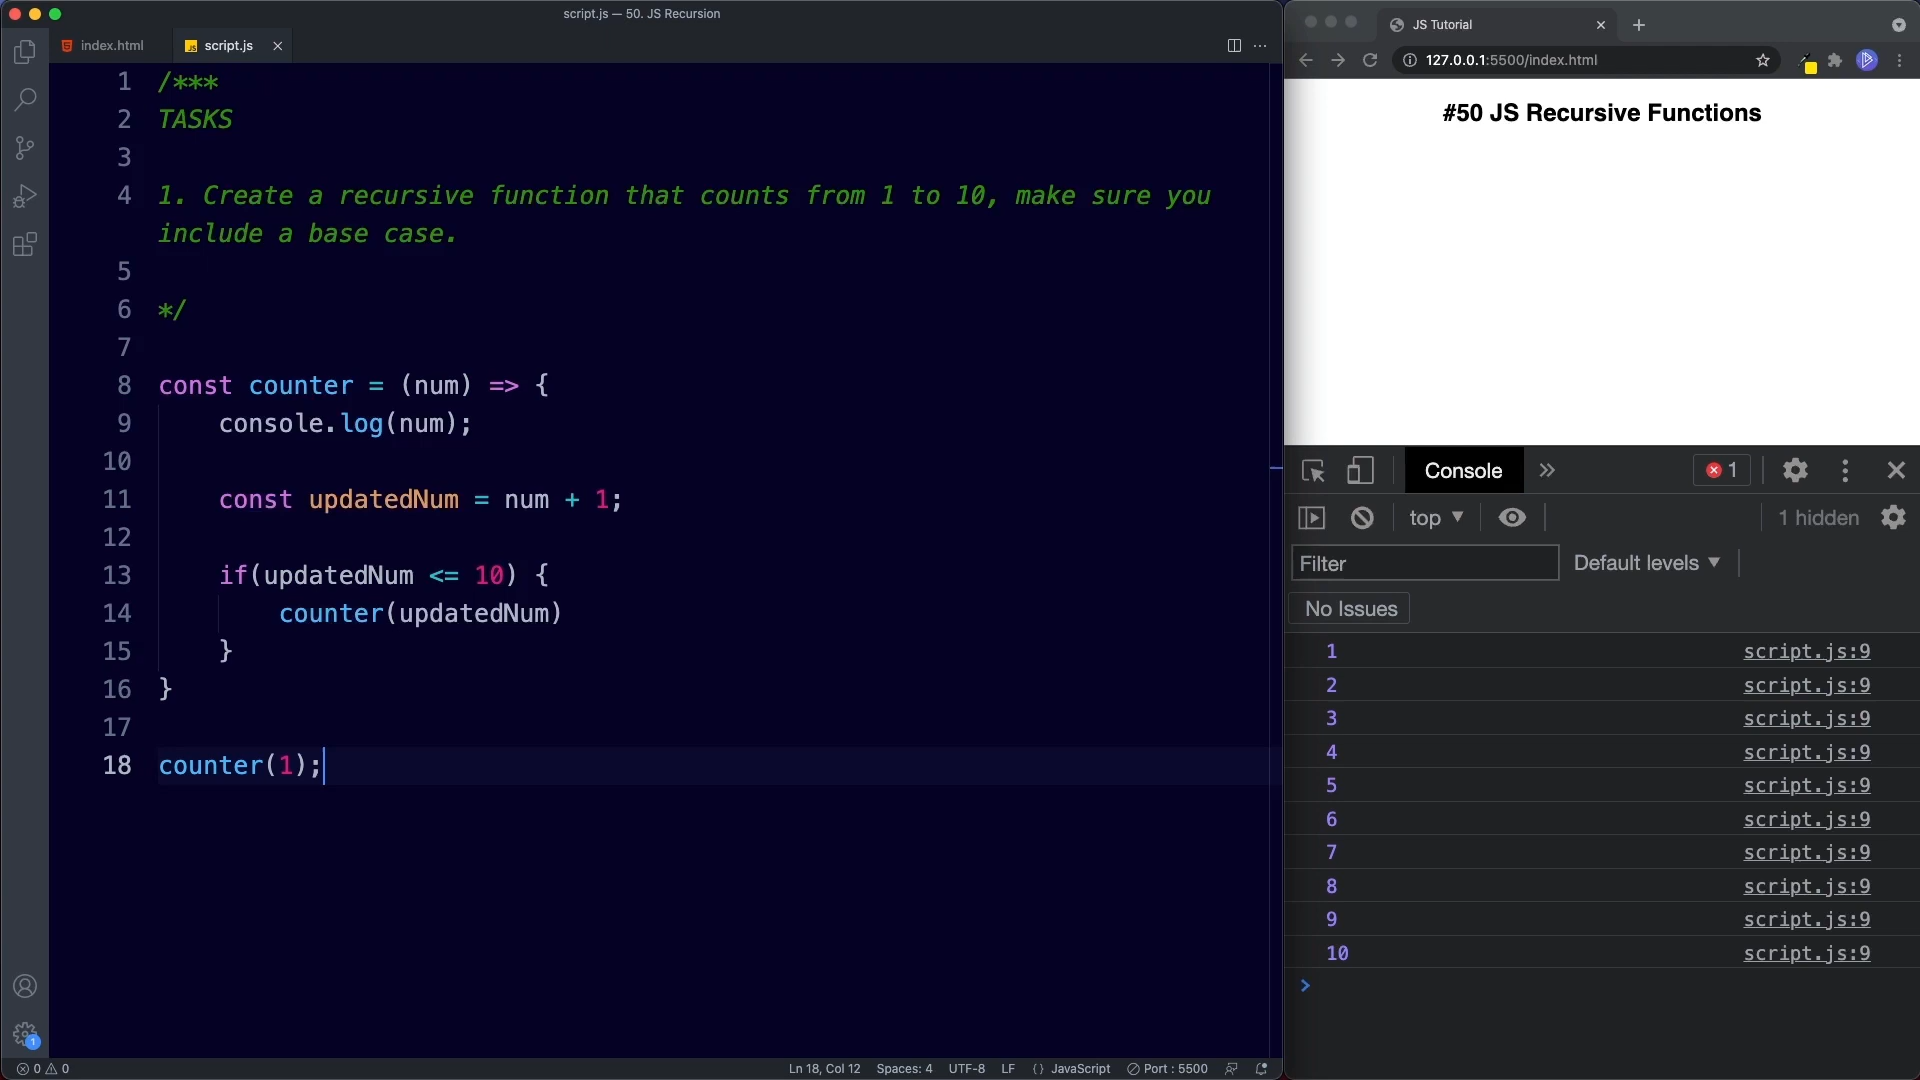 script.js — 50. JS Recursion
index.html
script.js
1 /***
2 TASKS
3
4 1. Create a recursive function that counts from 1 to 10, make sure you
include a base case.
5
6 */
7
8 const counter = (num) => {
9 console.log(num);
10
11 const updatedNum = num + 1;
12
13 if(updatedNum <= 10) {
14 counter(updatedNum)
15 }
16 }
17
18 counter(1);
1
0 0
Ln 18, Col 12 Spaces: 4 UTF-8 LF {} JavaScript Port : 5500
JS Tutorial
127.0.0.1:5500/index.html
#50 JS Recursive Functions
Console 1
top 1 hidden
Filter Default levels
No Issues
1 script.js:9
2 script.js:9
3 script.js:9
4 script.js:9
5 script.js:9
6 script.js:9
7 script.js:9
8 script.js:9
9 script.js:9
10 script.js:9